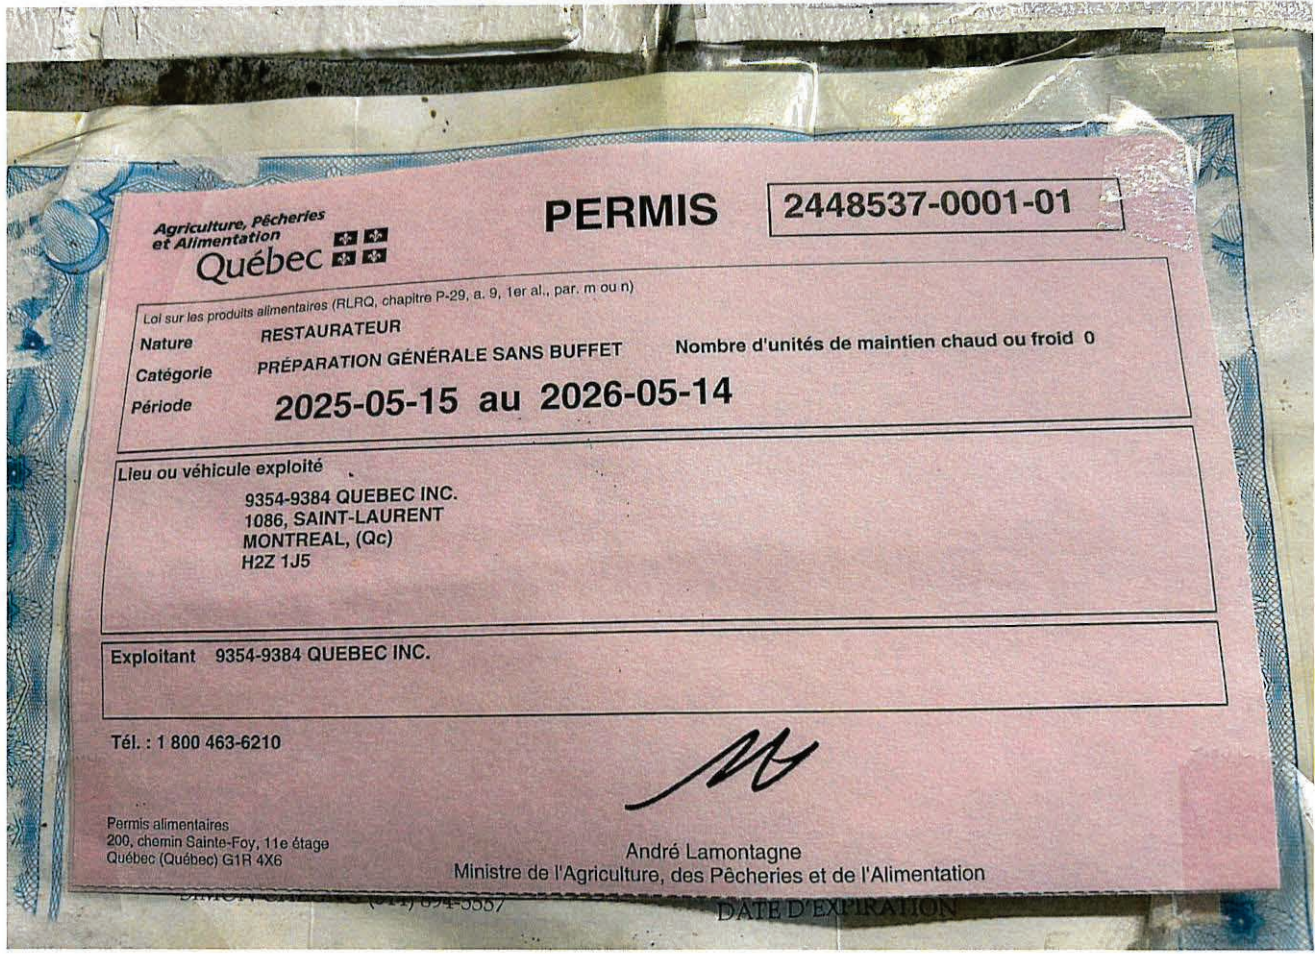 Agriculture, Pêcheries
et Alimentation
Québec
PERMIS
2448537-0001-01
Loi sur les produits alimentaires (RLRQ, chapitre P-29, a. 9, 1er al., par. m ou n)
Nature RESTAURATEUR
Catégorie PRÉPARATION GÉNÉRALE SANS BUFFET Nombre d'unités de maintien chaud ou froid 0
Période 2025-05-15 au 2026-05-14
Lieu ou véhicule exploité
9354-9384 QUEBEC INC.
1086, SAINT-LAURENT
MONTREAL, (Qc)
H2Z 1J5
Exploitant 9354-9384 QUEBEC INC.
Tél. : 1 800 463-6210
Permis alimentaires
200, chemin Sainte-Foy, 11e étage
Québec (Québec) G1R 4X6
André Lamontagne
Ministre de l'Agriculture, des Pêcheries et de l'Alimentation
DATE D'EXPIRATION